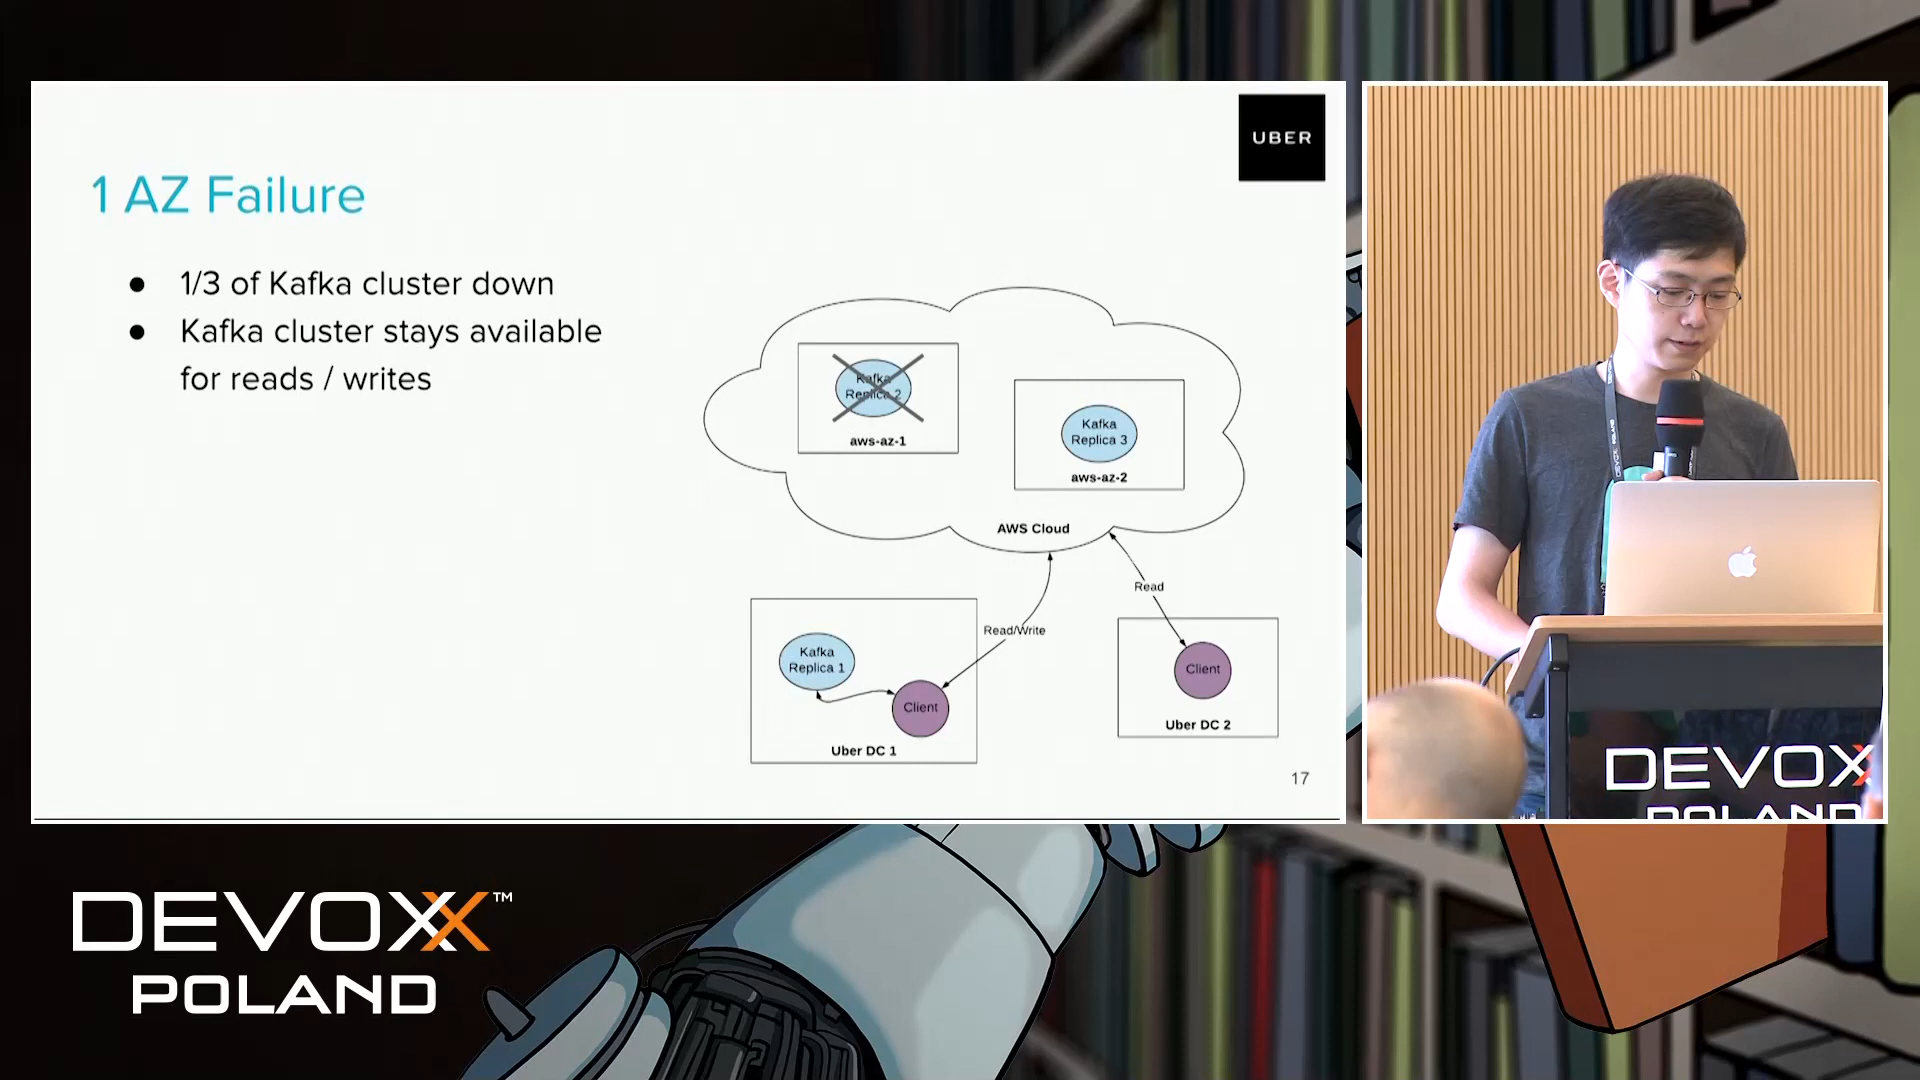 UBER
1 AZ Failure
● 1/3 of Kafka cluster down
● Kafka cluster stays available
for reads / writes
Kafka
Replica 2
aws-az-1
Kafka
Replica 3
aws-az-2
AWS Cloud
Read
Read/Write
Kafka
Replica 1
Client
Uber DC 1
Client
Uber DC 2
17
DEVOXX
POLAND
DEVOXX™
POLAND